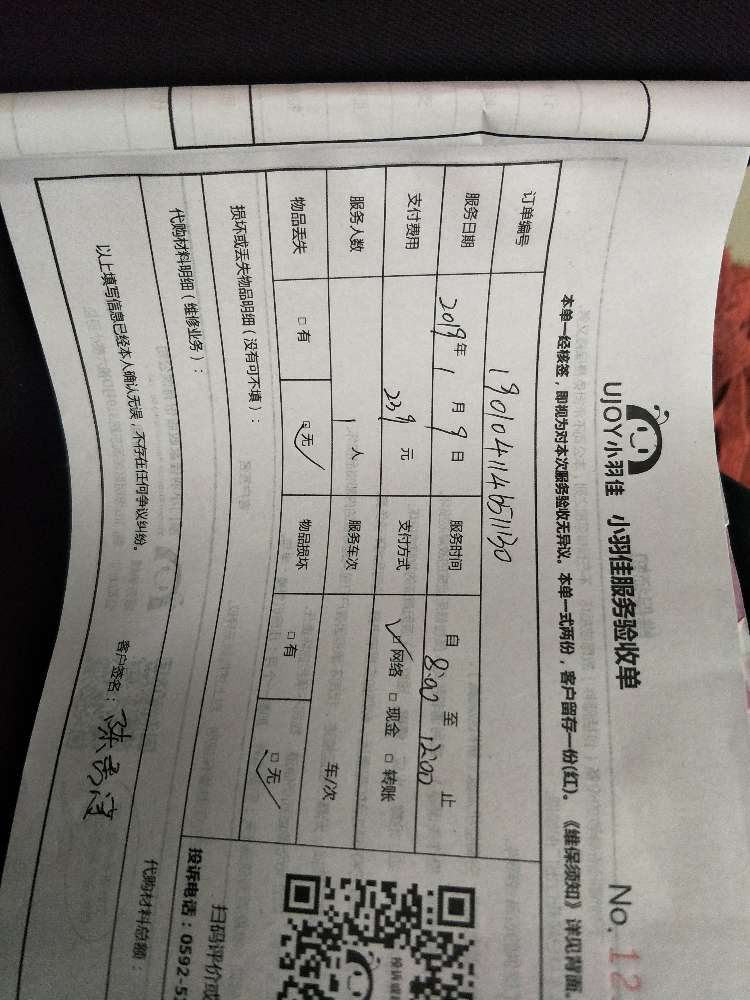 UJOY小羽佳 小羽佳服务验收单 No. 12
本单一经核签，即视为对本次服务验收无异议。本单一式两份，客户留存一份(红)。《维保须知》详见背面。
订单编号 190104114651130
服务日期 2019年 1月 9日 服务时间 自 8:00 至 12:00 止
支付费用 239 元 支付方式 ☑网络 □现金 □转账
服务人数 1 人 服务车次 车/次
物品丢失 □有 ☑无 物品损坏 □有 ☑无
损坏或丢失物品明细（没有可不填）：
代购材料明细（维修业务）： 代购材料总额：
以上填写信息已经本人确认无误，不存在任何争议纠纷。 客户签名：
扫码评价或
投诉电话：0592-5